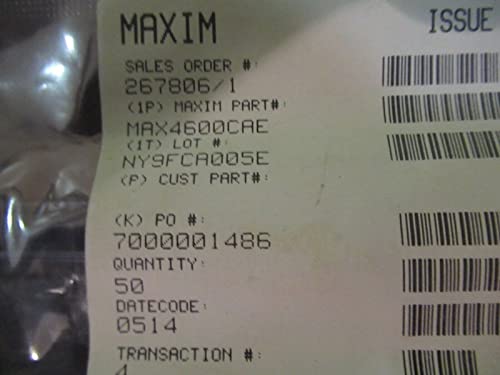 MAXIM ISSUE
SALES ORDER #:
267806/1
(1P) MAXIM PART#:
MAX4600CAE
(1T) LOT #:
NY9FCA005E
(P) CUST PART#:
(K) PO #:
7000001486
QUANTITY:
50
DATECODE:
0514
TRANSACTION #: